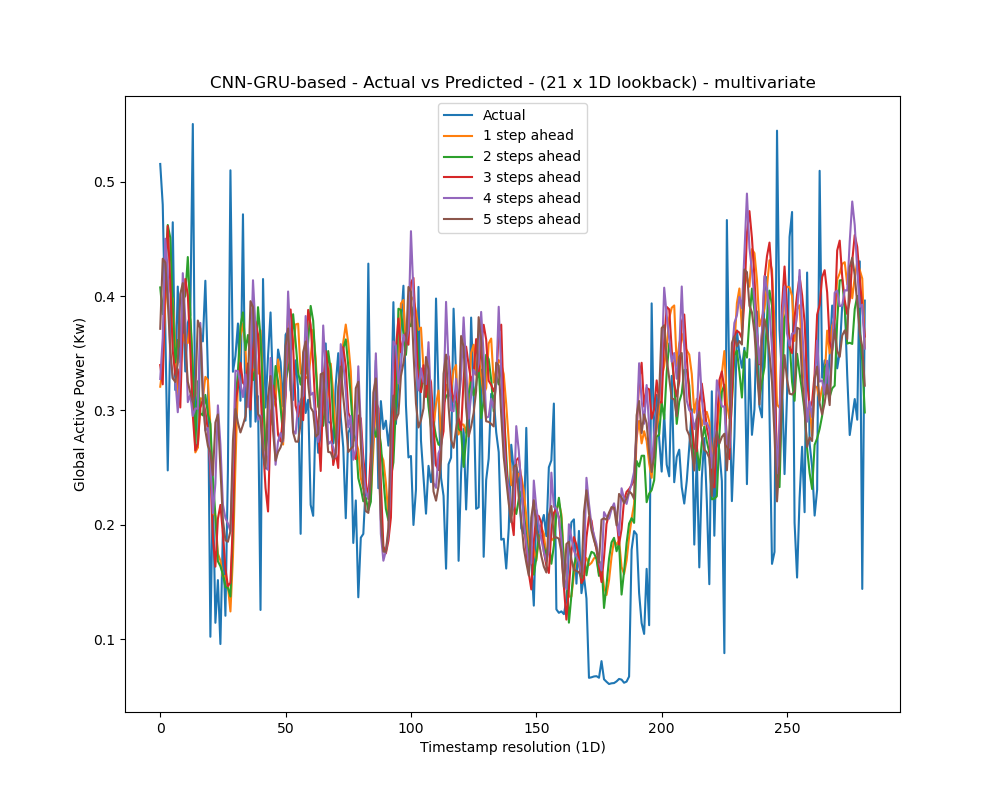 CNN-GRU-based - Actual vs Predicted - (21 x 1D lookback) - multivariate
Actual
1 step ahead
2 steps ahead
3 steps ahead
4 steps ahead
5 steps ahead
Global Active Power (Kw)
0.5
0.4
0.3
0.2
0.1
0 50 100 150 200 250
Timestamp resolution (1D)